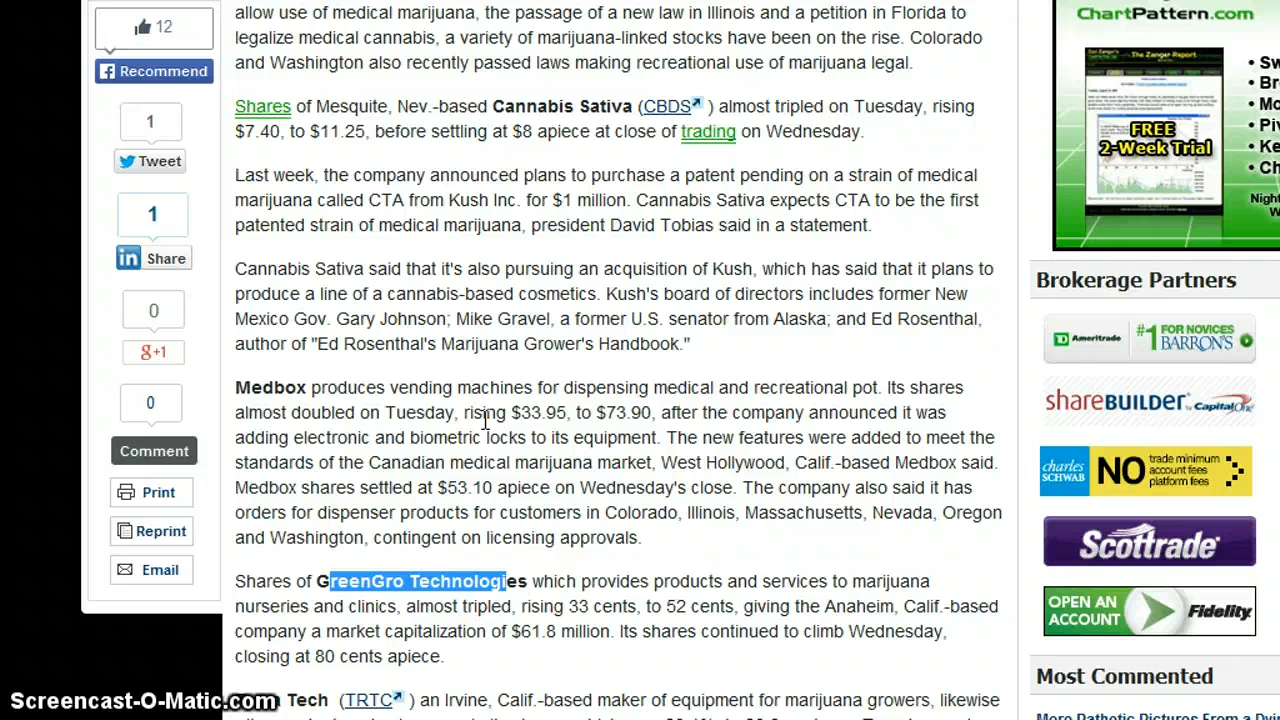 allow use of medical marijuana, the passage of a new law in Illinois and a petition in Florida to
legalize medical cannabis, a variety of marijuana-linked stocks have been on the rise. Colorado
and Washington and recently passed laws making recreational use of marijuana legal.
Shares of Mesquite, Nevada-based Cannabis Sativa (CBDS ) almost tripled on Tuesday, rising
$7.40, to $11.25, before settling at $8 apiece at close of trading on Wednesday.
Last week, the company announced plans to purchase a patent pending on a strain of medical
marijuana called CTA from Kush Inc. for $1 million. Cannabis Sativa expects CTA to be the first
patented strain of medical marijuana, president David Tobias said in a statement.
Cannabis Sativa said that it's also pursuing an acquisition of Kush, which has said that it plans to
produce a line of a cannabis-based cosmetics. Kush's board of directors includes former New
Mexico Gov. Gary Johnson; Mike Gravel, a former U.S. senator from Alaska; and Ed Rosenthal,
author of "Ed Rosenthal's Marijuana Grower's Handbook."
Medbox produces vending machines for dispensing medical and recreational pot. Its shares
almost doubled on Tuesday, rising $33.95, to $73.90, after the company announced it was
adding electronic and biometric locks to its equipment. The new features were added to meet the
standards of the Canadian medical marijuana market, West Hollywood, Calif.-based Medbox said.
Medbox shares settled at $53.10 apiece on Wednesday's close. The company also said it has
orders for dispenser products for customers in Colorado, Illinois, Massachusetts, Nevada, Oregon
and Washington, contingent on licensing approvals.
Shares of GreenGro Technologies which provides products and services to marijuana
nurseries and clinics, almost tripled, rising 33 cents, to 52 cents, giving the Anaheim, Calif.-based
company a market capitalization of $61.8 million. Its shares continued to climb Wednesday,
closing at 80 cents apiece.
Tech (TRTC ) an Irvine, Calif.-based maker of equipment for marijuana growers, likewise
12
Recommend
1
Tweet
1
Share
0
+1
0
Comment
Print
Reprint
Email
ChartPattern.com
The Zanger Report
FREE
2-Week Trial
Brokerage Partners
Ameritrade
#1 FOR NOVICES
BARRON'S
shareBUILDER by CapitalOne
charles
SCHWAB
NO
trade minimum
account fees
platform fees
Scottrade
OPEN AN
ACCOUNT
Fidelity
Most Commented
More Pathetic Pictures From a
Screencast-O-Matic.com